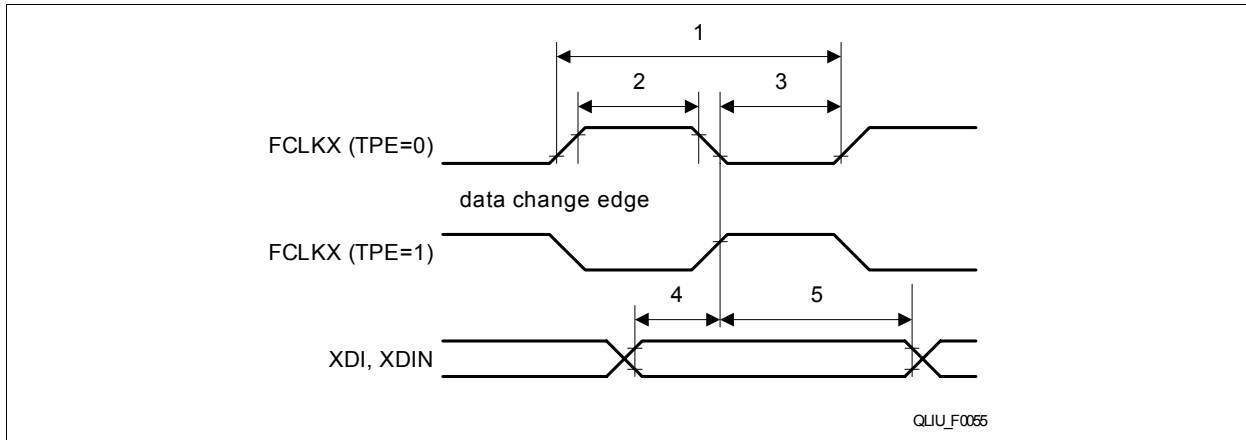 1
2
3
FCLKX (TPE=0)
data change edge
FCLKX (TPE=1)
4
5
XDI, XDIN
QLIU_F0055